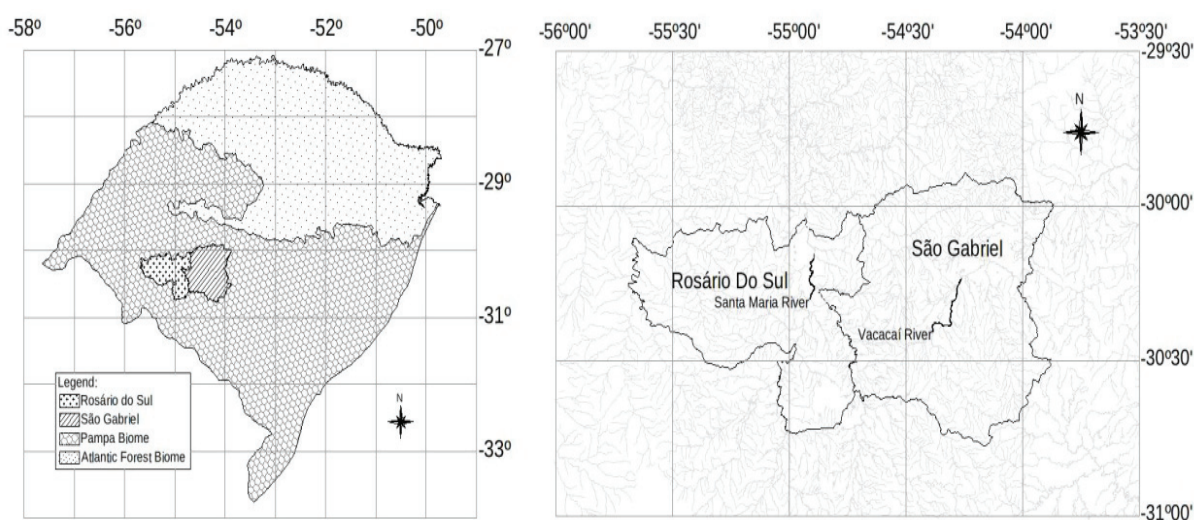 -58º -56º -54º -52º -50º
-27º
-29º
-31º
-33º
Legend:
Rosário do Sul
São Gabriel
Pampa Biome
Atlantic Forest Biome
N
-56º00' -55º30' -55º00' -54º30' -54º00' -53º30'
-29º30'
N
-30º00'
São Gabriel
Rosário Do Sul
Santa Maria River
Vacacaí River
-30º30'
-31º00'